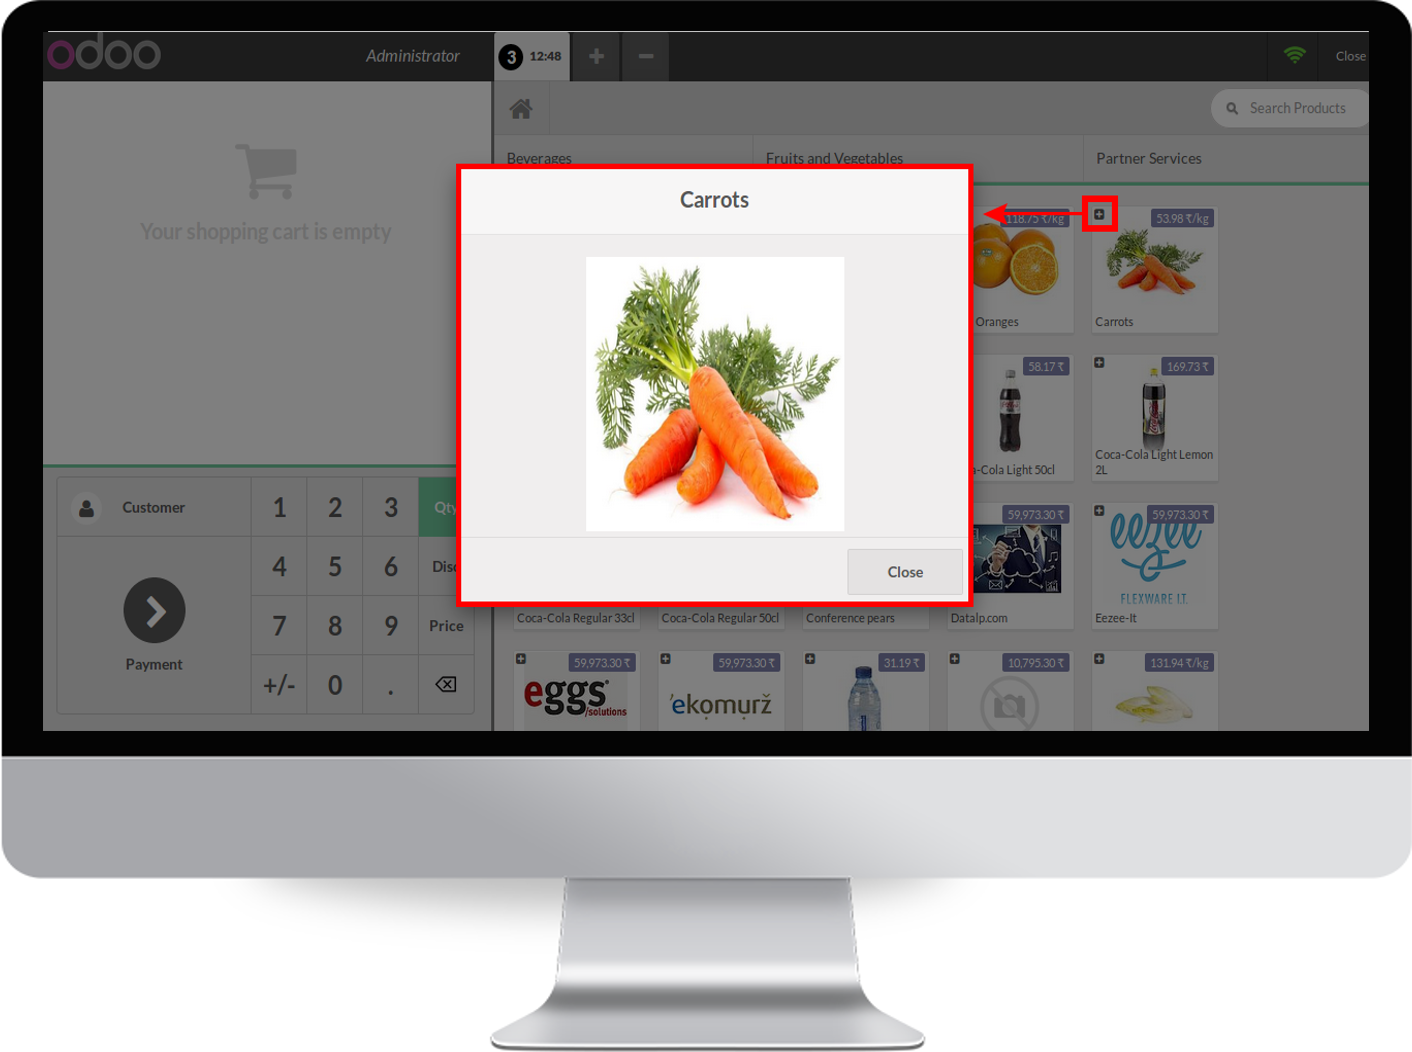 odoo
Administrator
3 12:48
Close
Search Products
Your shopping cart is empty
Beverages
Fruits and Vegetables
Partner Services
Carrots
Close
118.75 ₹/kg
Oranges
53.98 ₹/kg
Carrots
58.17 ₹
-Cola Light 50cl
169.73 ₹
Coca-Cola Light Lemon
2L
Customer
Payment
1 2 3 Qty
4 5 6 Disc
7 8 9 Price
+/- 0 .
Coca-Cola Regular 33cl
Coca-Cola Regular 50cl
Conference pears
59,973.30 ₹
Datalp.com
59,973.30 ₹
eezee
FLEXWARE I.T.
Eezee-It
59,973.30 ₹
eggs
/solutions
59,973.30 ₹
ekomurž
31.19 ₹
10,795.30 ₹
131.94 ₹/kg